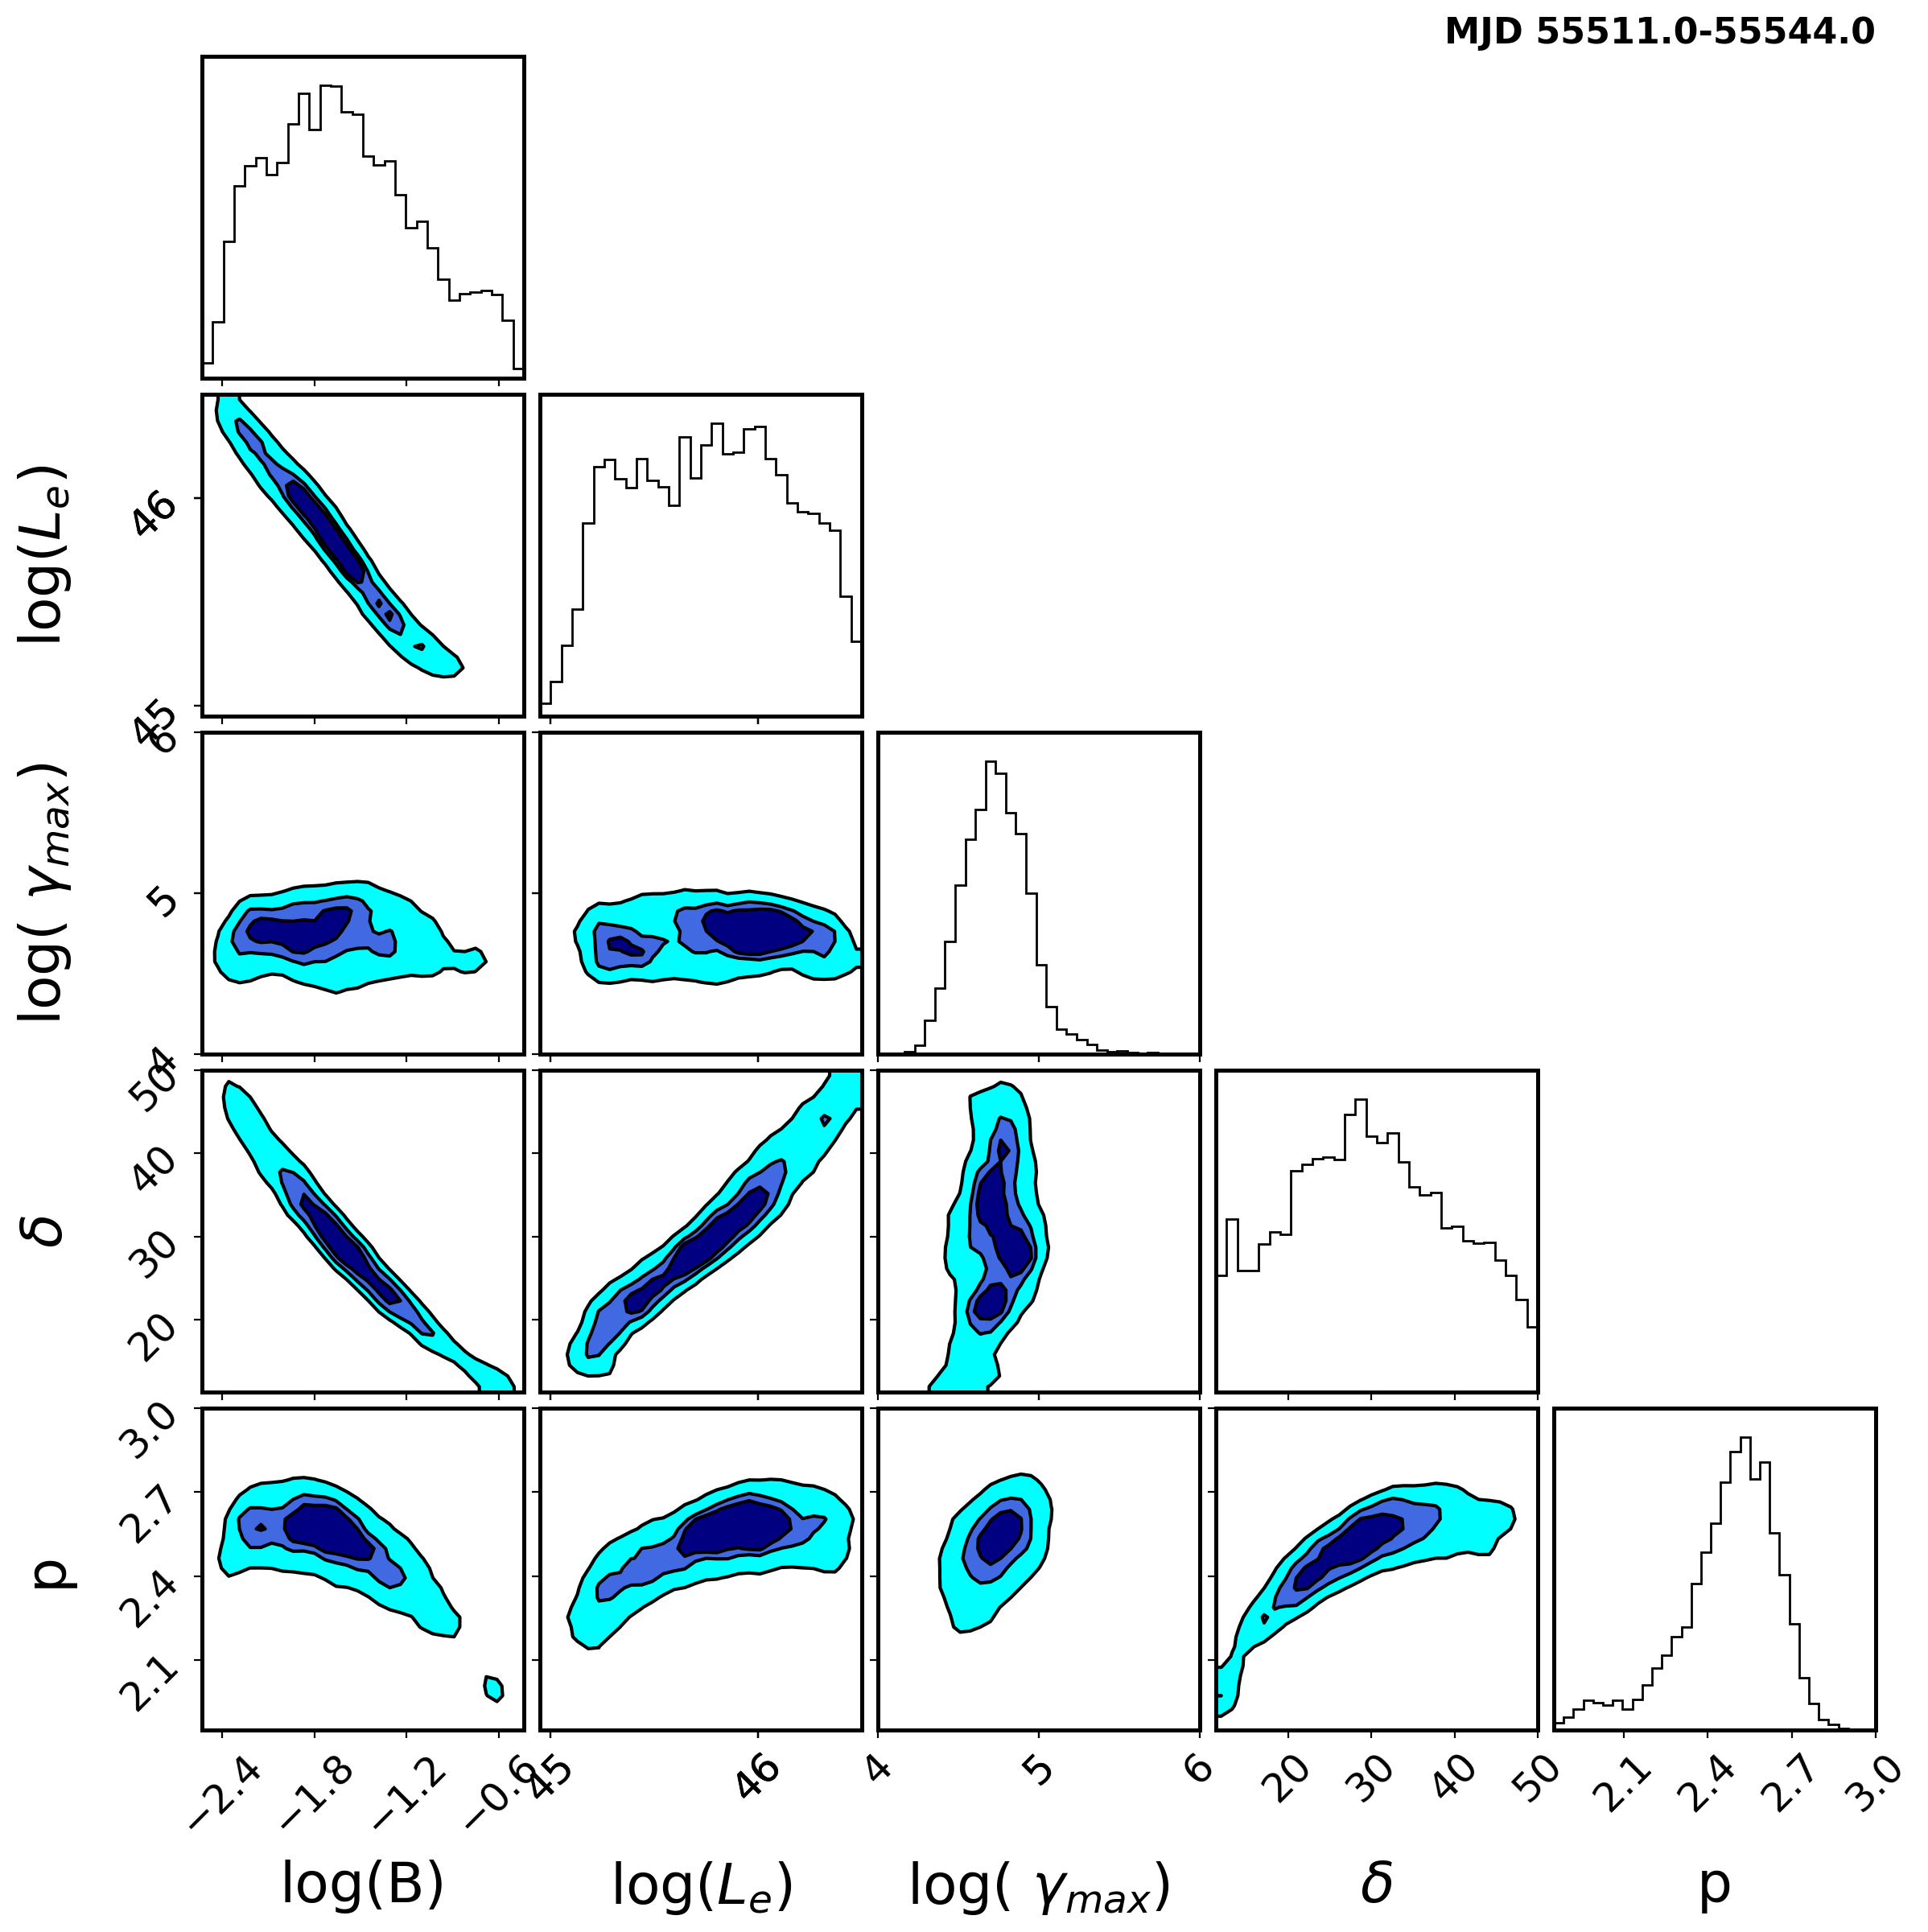 MJD 55511.0-55544.0
log(L_e)
46
45
log( γ_max)
6
5
4
δ
50
40
30
20
p
3.0
2.7
2.4
2.1
−2.4 −1.8 −1.2 −0.6 45 46 4 5 6 20 30 40 50 2.1 2.4 2.7 3.0
log(B) log(L_e) log( γ_max) δ p